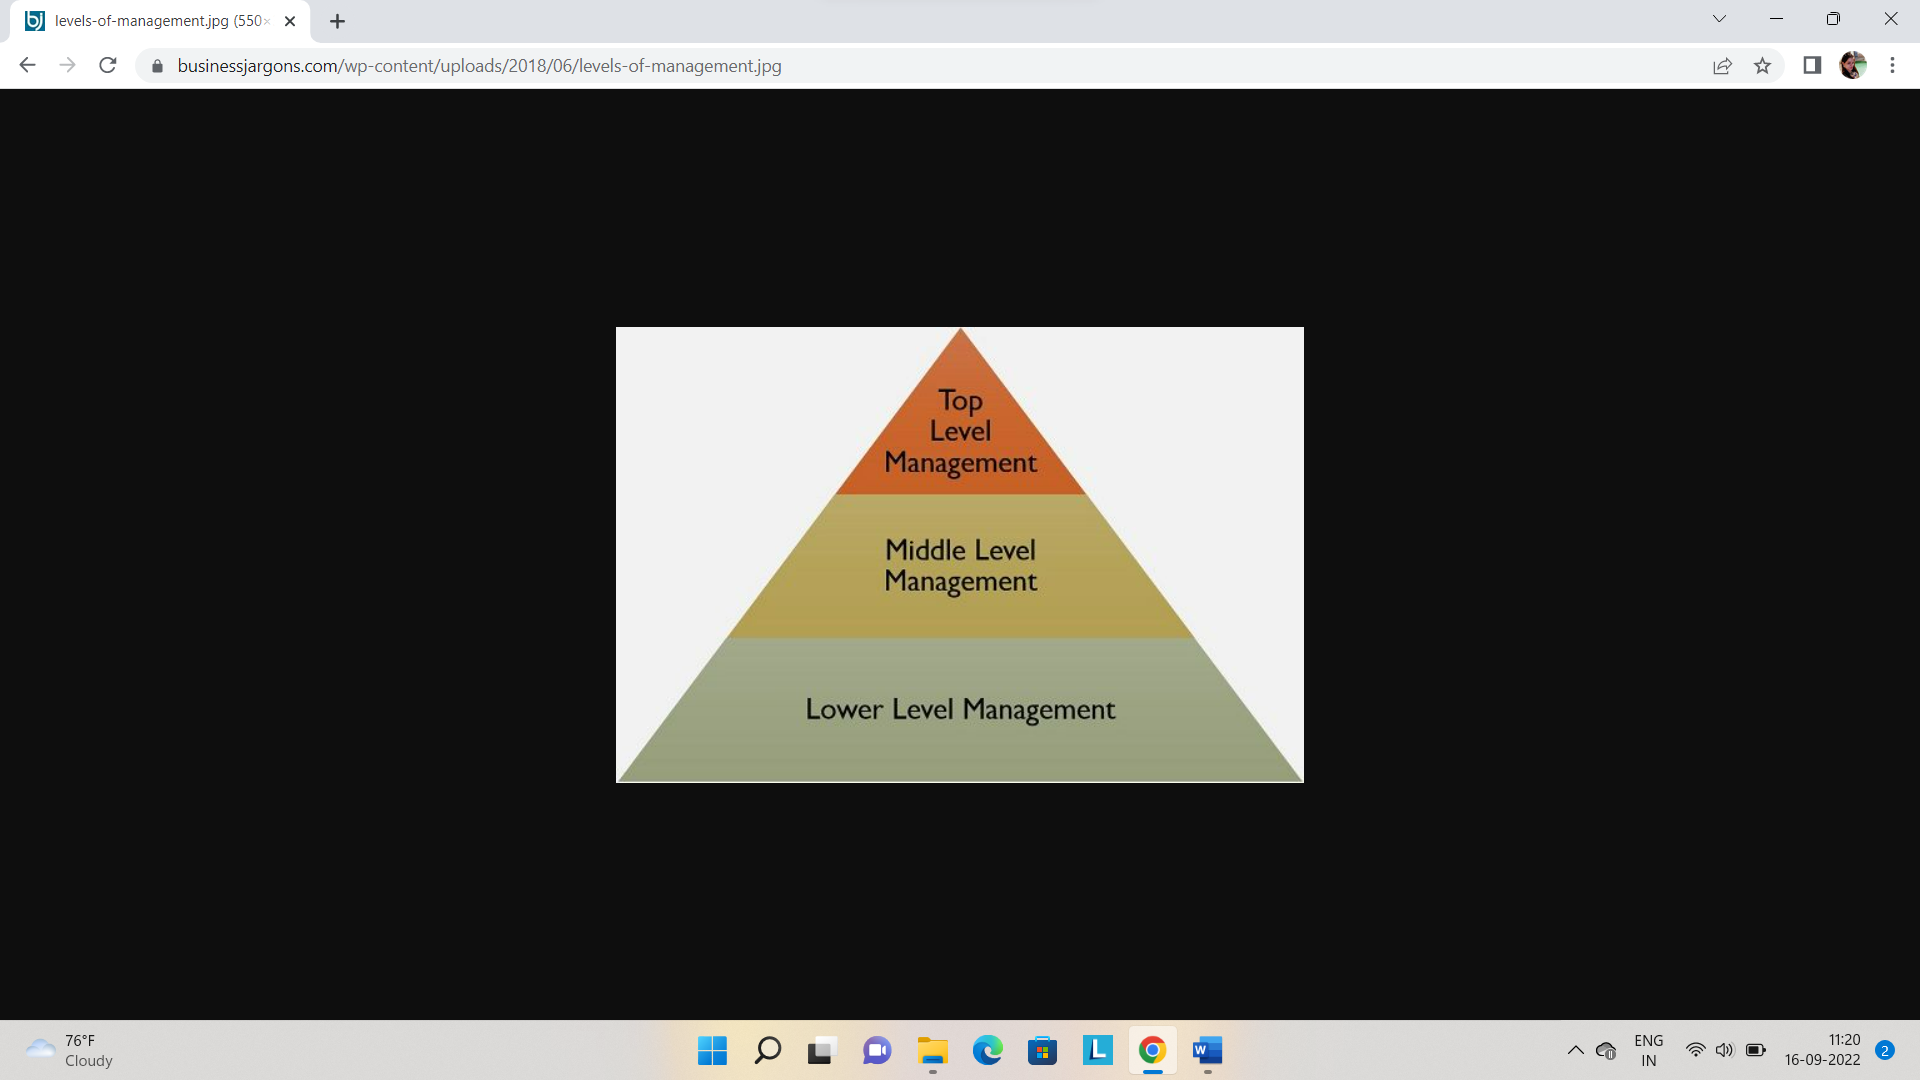 levels-of-management.jpg (550×
businessjargons.com/wp-content/uploads/2018/06/levels-of-management.jpg
Top
Level
Management
Middle Level
Management
Lower Level Management
76°F
Cloudy
ENG
IN
11:20
16-09-2022
2